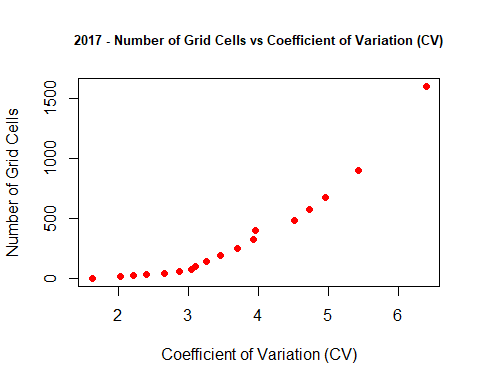 2017 - Number of Grid Cells vs Coefficient of Variation (CV)
Number of Grid Cells
1500
1000
500
0
2 3 4 5 6
Coefficient of Variation (CV)